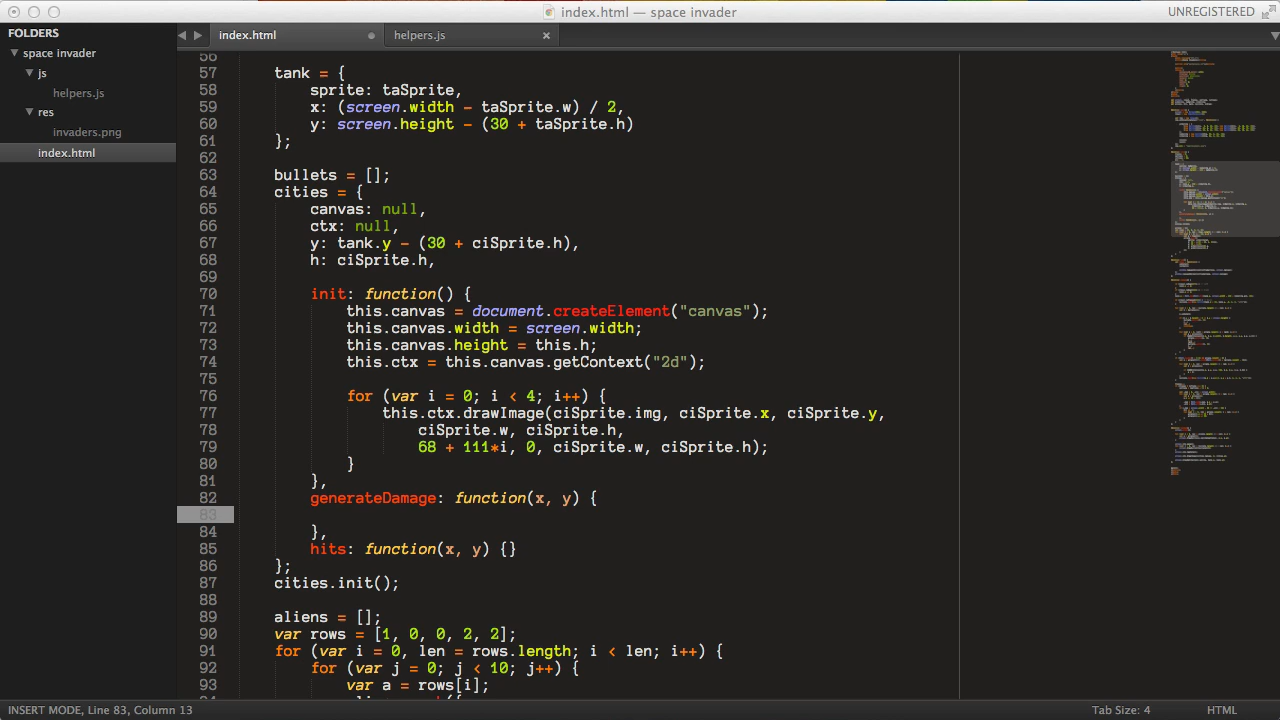 index.html — space invader
UNREGISTERED
FOLDERS
space invader
js
helpers.js
res
invaders.png
index.html
index.html
helpers.js ×
56
57 tank = {
58 sprite: taSprite,
59 x: (screen.width - taSprite.w) / 2,
60 y: screen.height - (30 + taSprite.h)
61 };
62
63 bullets = [];
64 cities = {
65 canvas: null,
66 ctx: null,
67 y: tank.y - (30 + ciSprite.h),
68 h: ciSprite.h,
69
70 init: function() {
71 this.canvas = document.createElement("canvas");
72 this.canvas.width = screen.width;
73 this.canvas.height = this.h;
74 this.ctx = this.canvas.getContext("2d");
75
76 for (var i = 0; i < 4; i++) {
77 this.ctx.drawImage(ciSprite.img, ciSprite.x, ciSprite.y,
78 ciSprite.w, ciSprite.h,
79 68 + 111*i, 0, ciSprite.w, ciSprite.h);
80 }
81 },
82 generateDamage: function(x, y) {
83
84 },
85 hits: function(x, y) {}
86 };
87 cities.init();
88
89 aliens = [];
90 var rows = [1, 0, 0, 2, 2];
91 for (var i = 0, len = rows.length; i < len; i++) {
92 for (var j = 0; j < 10; j++) {
93 var a = rows[i];
INSERT MODE, Line 83, Column 13
Tab Size: 4
HTML